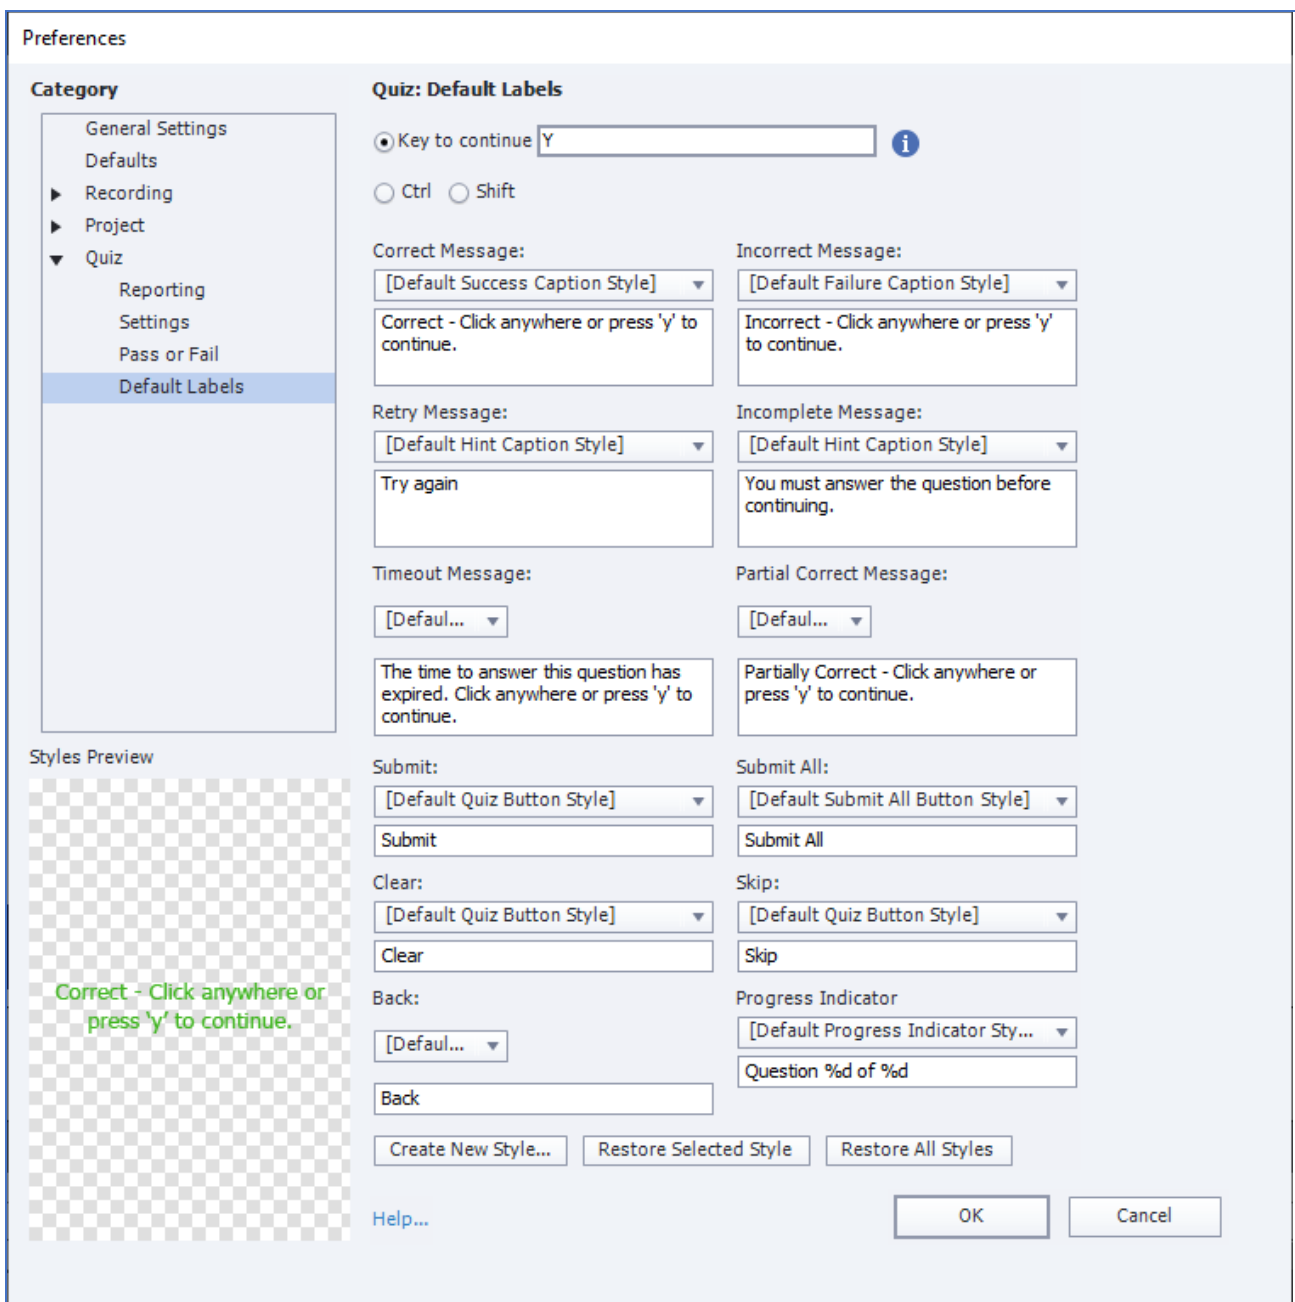 Preferences
Category
General Settings
Defaults
Recording
Project
Quiz
Reporting
Settings
Pass or Fail
Default Labels
Styles Preview
Correct - Click anywhere or
press 'y' to continue.
Quiz: Default Labels
Key to continue Y
Ctrl Shift
Correct Message:
[Default Success Caption Style]
Correct - Click anywhere or press 'y' to
continue.
Incorrect Message:
[Default Failure Caption Style]
Incorrect - Click anywhere or press 'y'
to continue.
Retry Message:
[Default Hint Caption Style]
Try again
Incomplete Message:
[Default Hint Caption Style]
You must answer the question before
continuing.
Timeout Message:
[Defaul...
The time to answer this question has
expired. Click anywhere or press 'y' to
continue.
Partial Correct Message:
[Defaul...
Partially Correct - Click anywhere or
press 'y' to continue.
Submit:
[Default Quiz Button Style]
Submit
Submit All:
[Default Submit All Button Style]
Submit All
Clear:
[Default Quiz Button Style]
Clear
Skip:
[Default Quiz Button Style]
Skip
Back:
[Defaul...
Back
Progress Indicator
[Default Progress Indicator Sty...
Question %d of %d
Create New Style... Restore Selected Style Restore All Styles
Help... OK Cancel